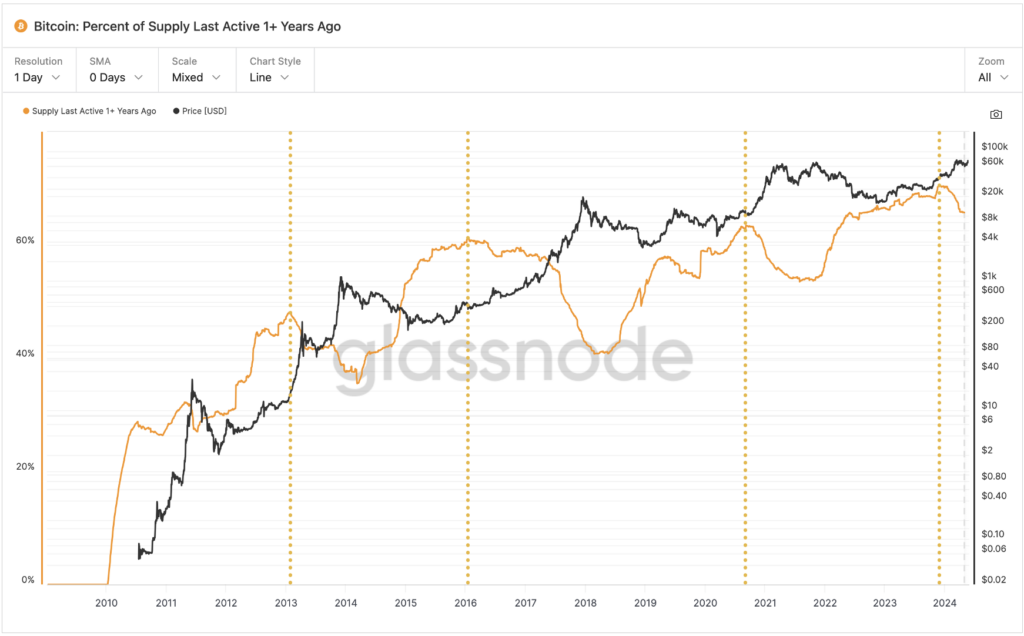 Bitcoin: Percent of Supply Last Active 1+ Years Ago
Resolution SMA Scale Chart Style Zoom
1 Day 0 Days Mixed Line All
Supply Last Active 1+ Years Ago Price [USD]
$100k
$60k
$20k
$8k
60%
$4k
$1k
$600
$200
glassnode
40%
$80
$40
$10
$6
$2
20%
$0.80
$0.40
$0.10
$0.06
0%
$0.02
2010 2011 2012 2013 2014 2015 2016 2017 2018 2019 2020 2021 2022 2023 2024